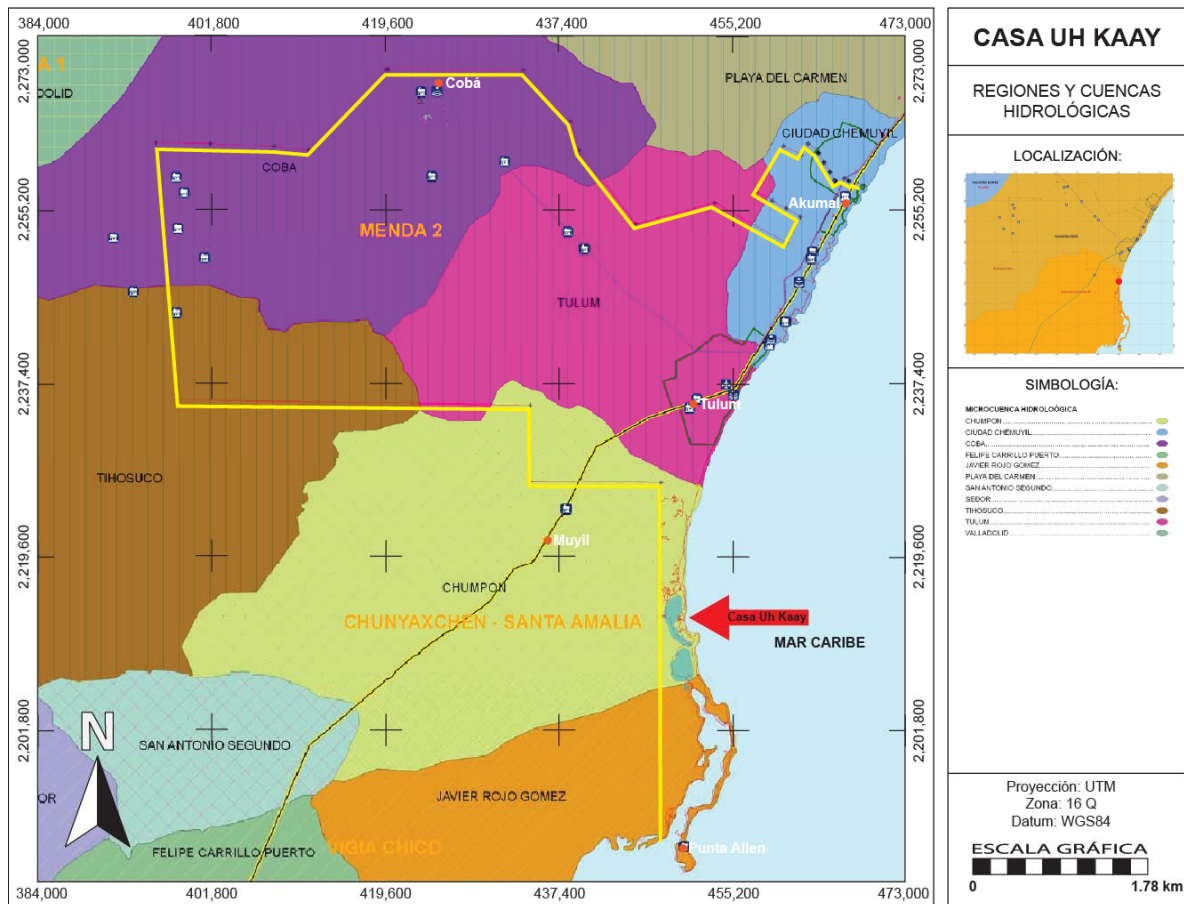 384,000
401,800
419,600
437,400
455,200
473,000
2,273,000
2,273,000
A 1
DOLID
Cobá
PLAYA DEL CARMEN
CIUDAD CHEMUYIL
COBA
2,255,200
Akumal
2,255,200
MENDA 2
TULUM
2,237,400
Tulum
2,237,400
TIHOSUCO
2,219,600
Muyil
2,219,600
CHUMPON
CHUNYAXCHEN - SANTA AMALIA
Casa Uh Kaay
MAR CARIBE
N
SAN ANTONIO SEGUNDO
2,201,800
2,201,800
OR
JAVIER ROJO GOMEZ
VIGIA CHICO
FELIPE CARRILLO PUERTO
Punta Allen
384,000
401,800
419,600
437,400
455,200
473,000
CASA UH KAAY
REGIONES Y CUENCAS
HIDROLÓGICAS
LOCALIZACIÓN:
SIMBOLOGÍA:
MICROCUENCA HIDROLOÓGICA
CHUMPON
CIUDAD CHEMUYIL
COBA
FELIPE CARRILLO PUERTO
JAVIER ROJO GOMEZ
PLAYA DEL CARMEN
SAN ANTONIO SEGUNDO
SEDOR
TIHOSUCO
TULUM
VALLADOLID
Proyección: UTM
Zona: 16 Q
Datum: WGS84
ESCALA GRÁFICA
0 1.78 km